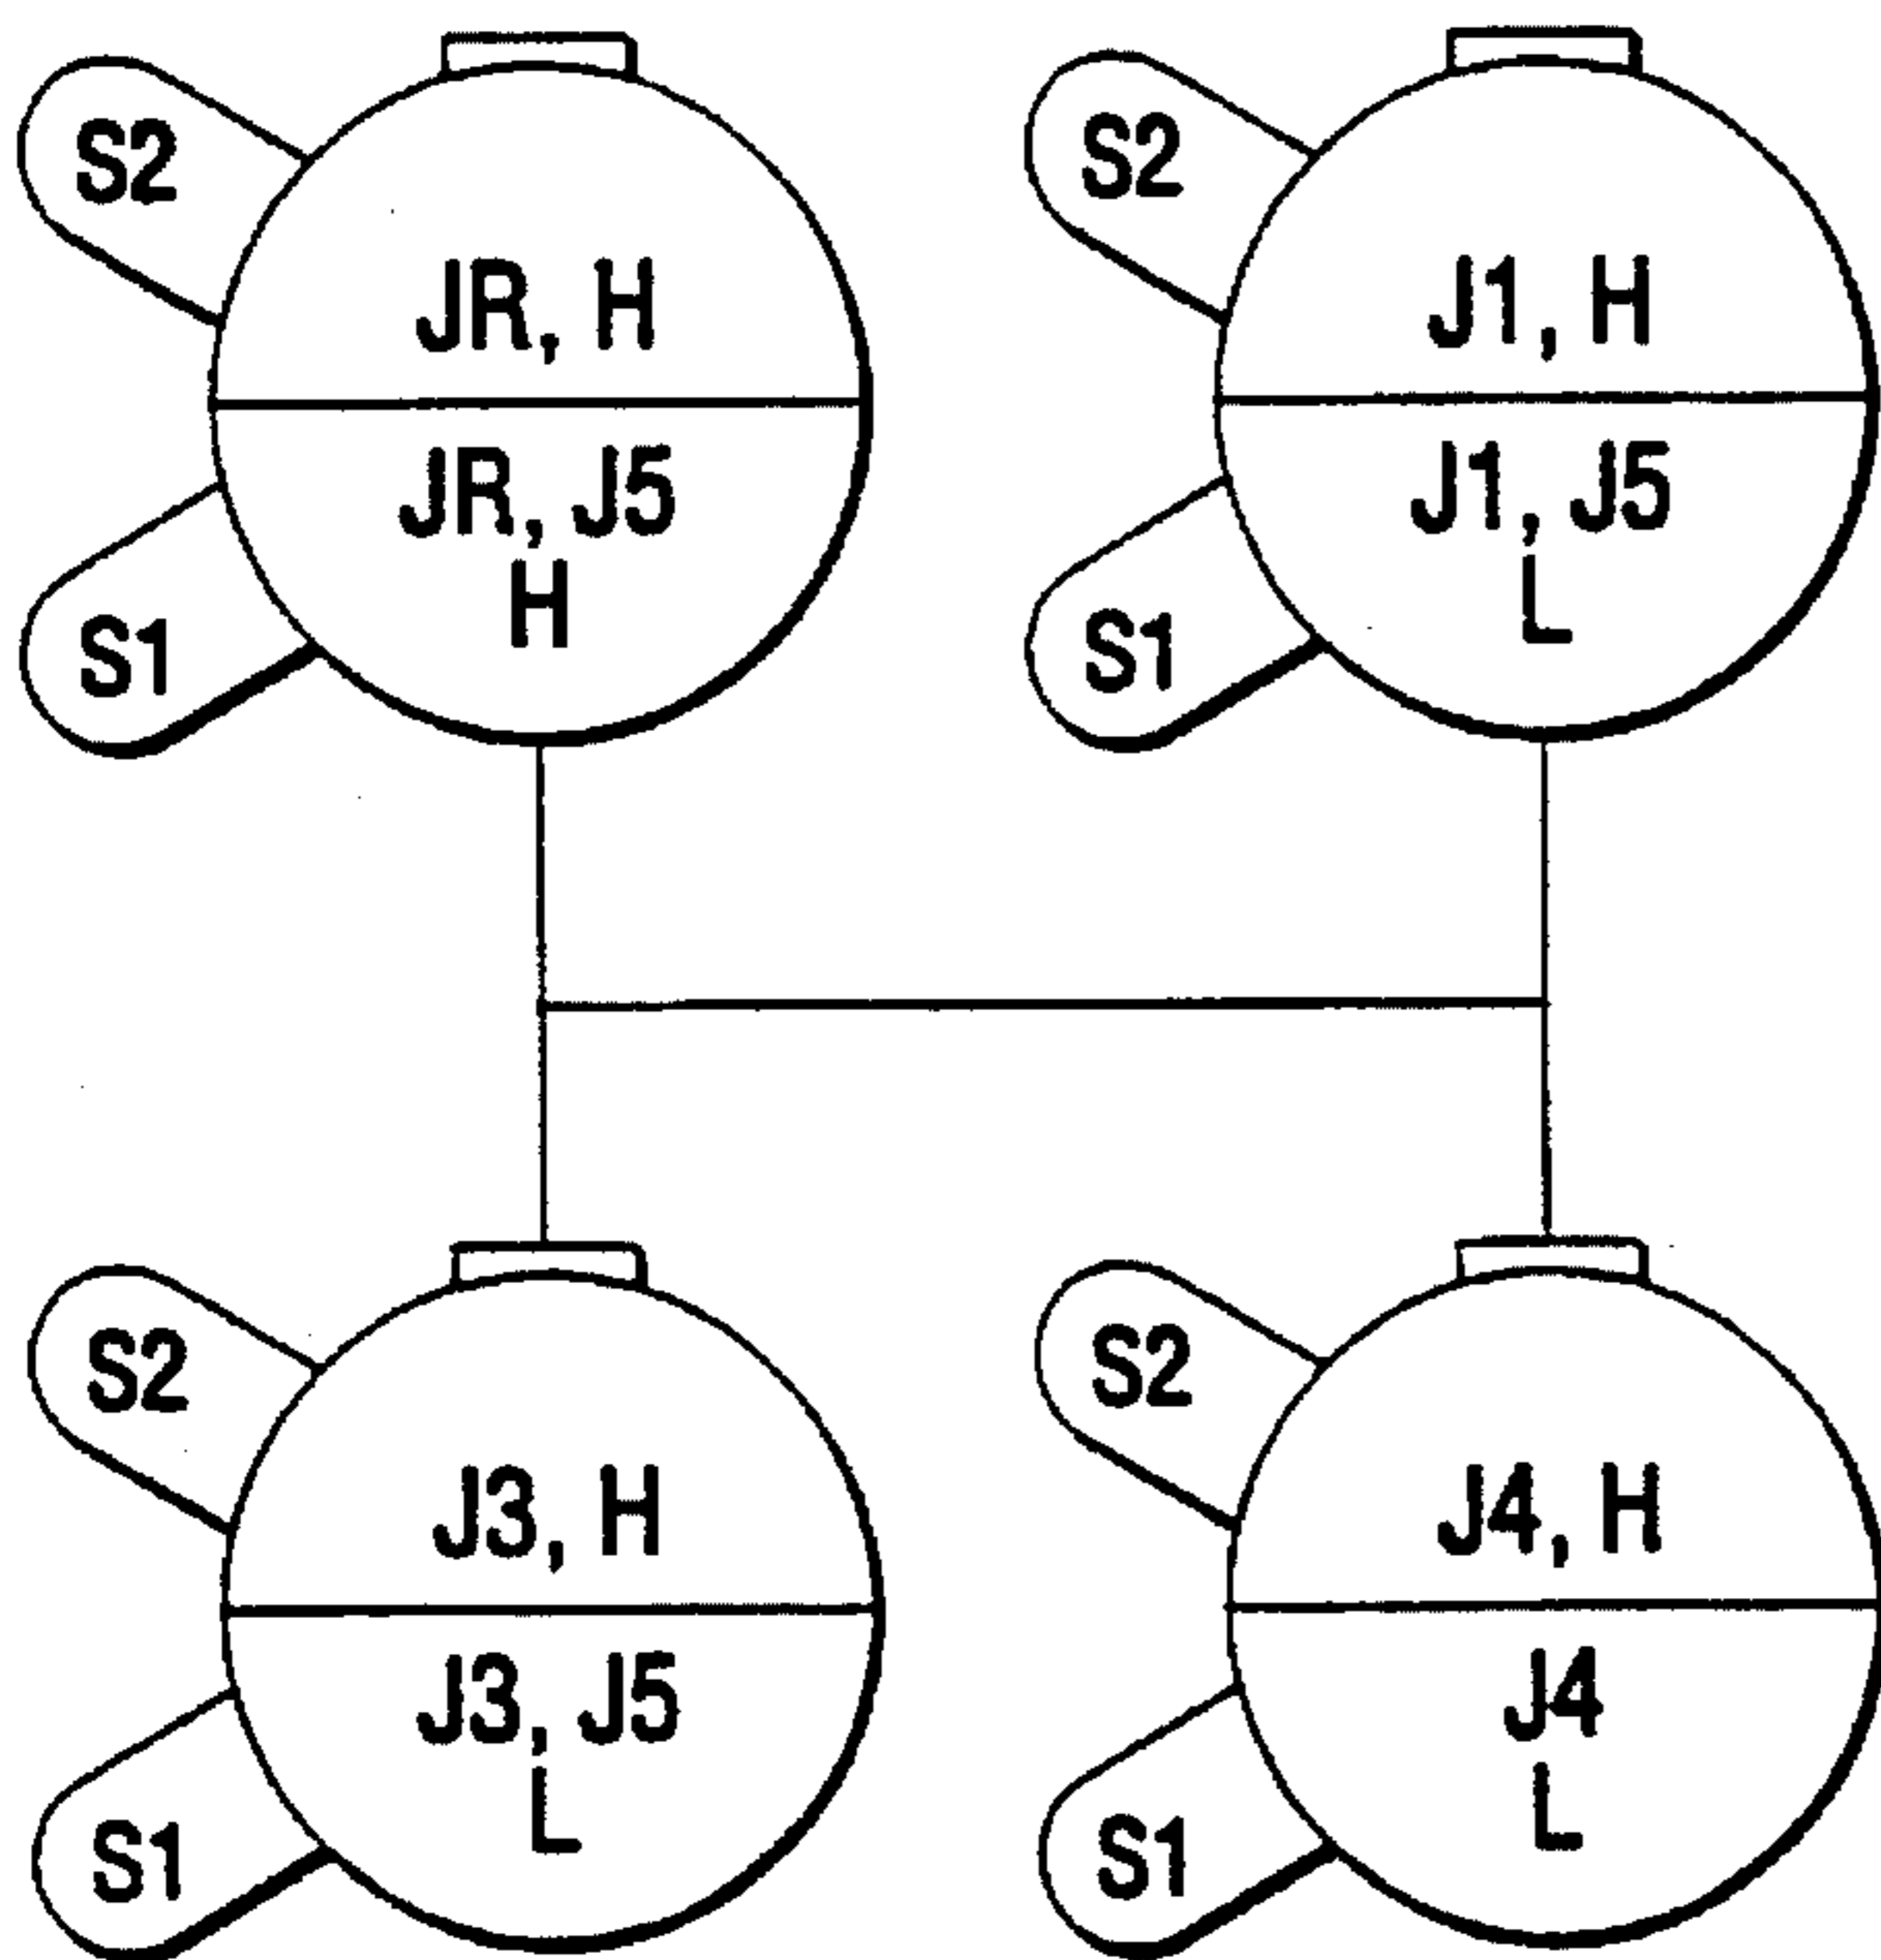 S2
JR, H
JR, J5
H
S1
S2
J1, H
J1, J5
L
S1
S2
J3, H
J3, J5
L
S1
S2
J4, H
J4
L
S1